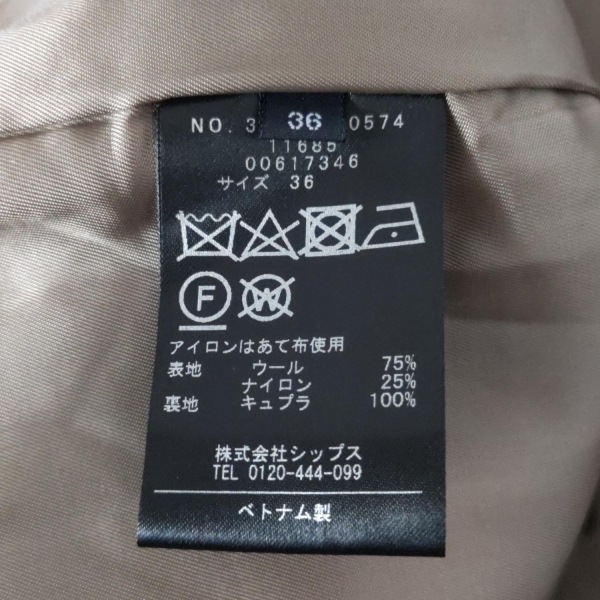 NO. 3 36 0574
11685
00617346
サイズ 36
F W
アイロンはあて布使用
表地 ウール 75%
ナイロン 25%
裏地 キュプラ 100%
株式会社シップス
TEL 0120-444-099
ベトナム製